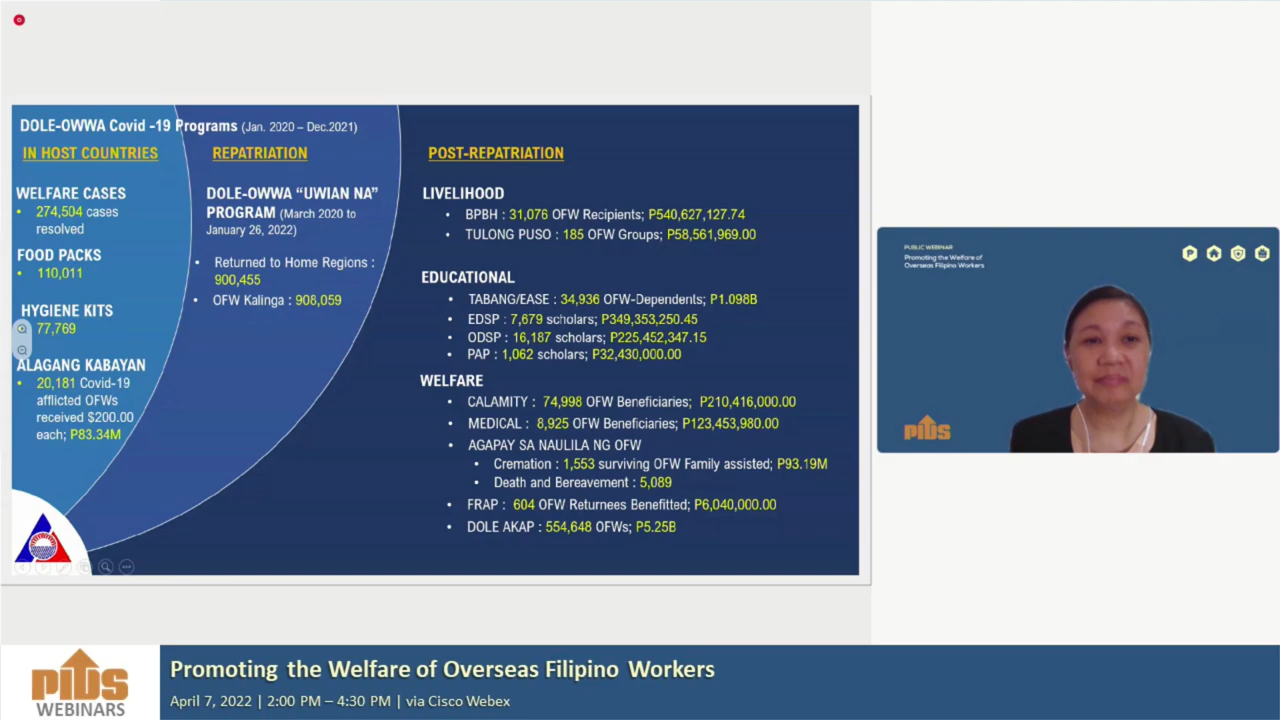 DOLE-OWWA Covid -19 Programs (Jan. 2020 – Dec.2021)
IN HOST COUNTRIES
WELFARE CASES
• 274,504 cases
resolved
FOOD PACKS
• 110,011
HYGIENE KITS
77,769
ALAGANG KABAYAN
• 20,181 Covid-19
afflicted OFWs
received $200.00
each; P83.34M
REPATRIATION
DOLE-OWWA “UWIAN NA”
PROGRAM (March 2020 to
January 26, 2022)
• Returned to Home Regions :
900,455
• OFW Kalinga : 908,059
POST-REPATRIATION
LIVELIHOOD
• BPBH : 31,076 OFW Recipients; P540,627,127.74
• TULONG PUSO : 185 OFW Groups; P58,561,969.00
EDUCATIONAL
• TABANG/EASE : 34,936 OFW-Dependents; P1.098B
• EDSP : 7,679 scholars; P349,353,250.45
• ODSP : 16,187 scholars; P225,452,347.15
• PAP : 1,062 scholars; P32,430,000.00
WELFARE
• CALAMITY : 74,998 OFW Beneficiaries; P210,416,000.00
• MEDICAL : 8,925 OFW Beneficiaries; P123,453,980.00
• AGAPAY SA NAULILA NG OFW
• Cremation : 1,553 surviving OFW Family assisted; P93.19M
• Death and Bereavement : 5,089
• FRAP : 604 OFW Returnees Benefitted; P6,040,000.00
• DOLE AKAP : 554,648 OFWs; P5.25B
PUBLIC WEBINAR
Promoting the Welfare of
Overseas Filipino Workers
P
PIDS
PIDS
WEBINARS
Promoting the Welfare of Overseas Filipino Workers
April 7, 2022 | 2:00 PM – 4:30 PM | via Cisco Webex